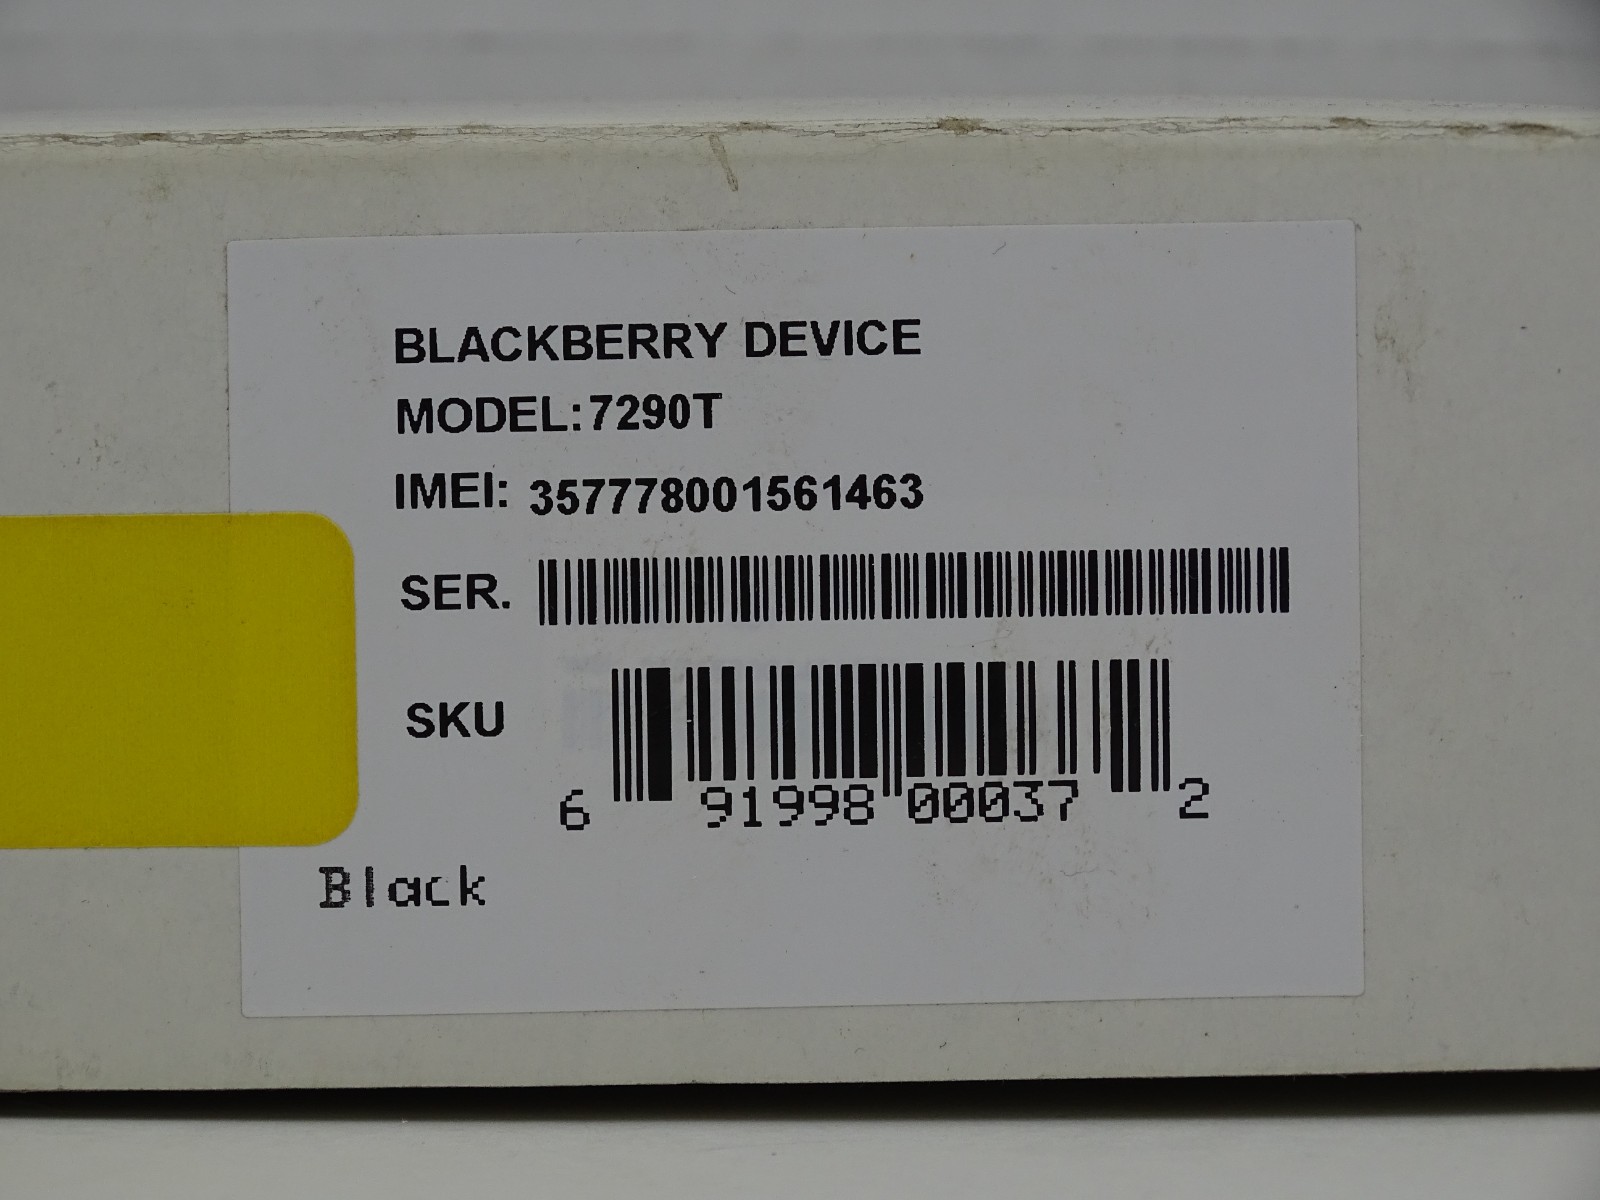 BLACKBERRY DEVICE
MODEL:7290T
IMEI: 357778001561463
SER.
SKU
6 91998 00037 2
Black